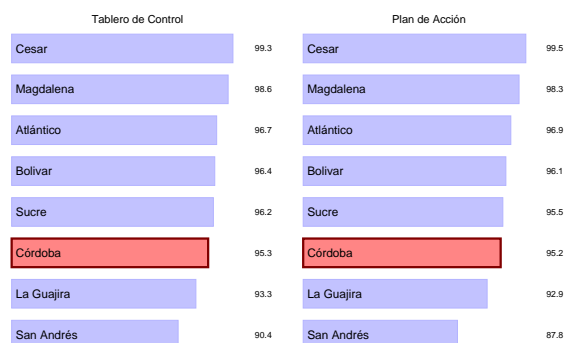 Tablero de Control
Cesar 99.3
Magdalena 98.6
Atlántico 96.7
Bolivar 96.4
Sucre 96.2
Córdoba 95.3
La Guajira 93.3
San Andrés 90.4
Plan de Acción
Cesar 99.5
Magdalena 98.3
Atlántico 96.9
Bolivar 96.1
Sucre 95.5
Córdoba 95.2
La Guajira 92.9
San Andrés 87.8